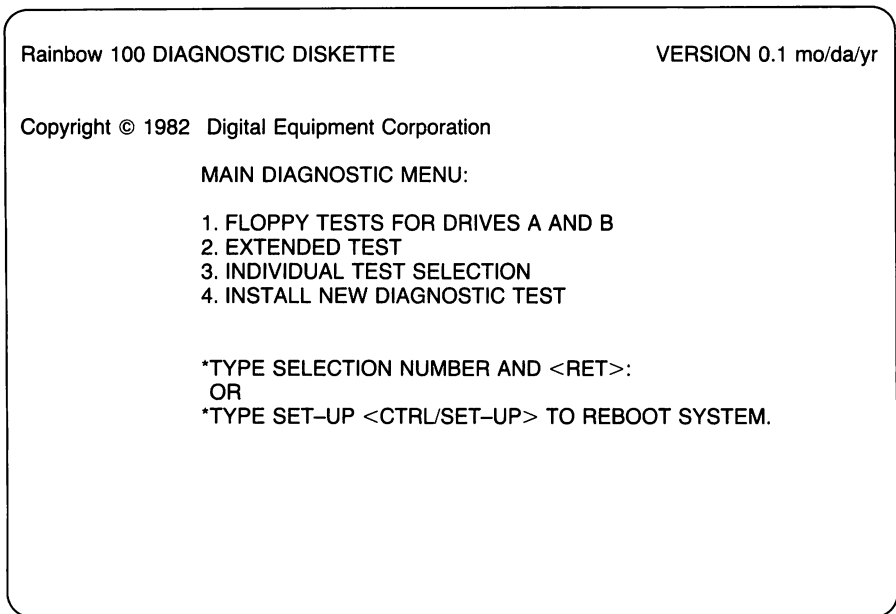 Rainbow 100 DIAGNOSTIC DISKETTE VERSION 0.1 mo/da/yr
Copyright © 1982 Digital Equipment Corporation
MAIN DIAGNOSTIC MENU:
1. FLOPPY TESTS FOR DRIVES A AND B
2. EXTENDED TEST
3. INDIVIDUAL TEST SELECTION
4. INSTALL NEW DIAGNOSTIC TEST
*TYPE SELECTION NUMBER AND <RET>:
OR
*TYPE SET–UP <CTRL/SET–UP> TO REBOOT SYSTEM.